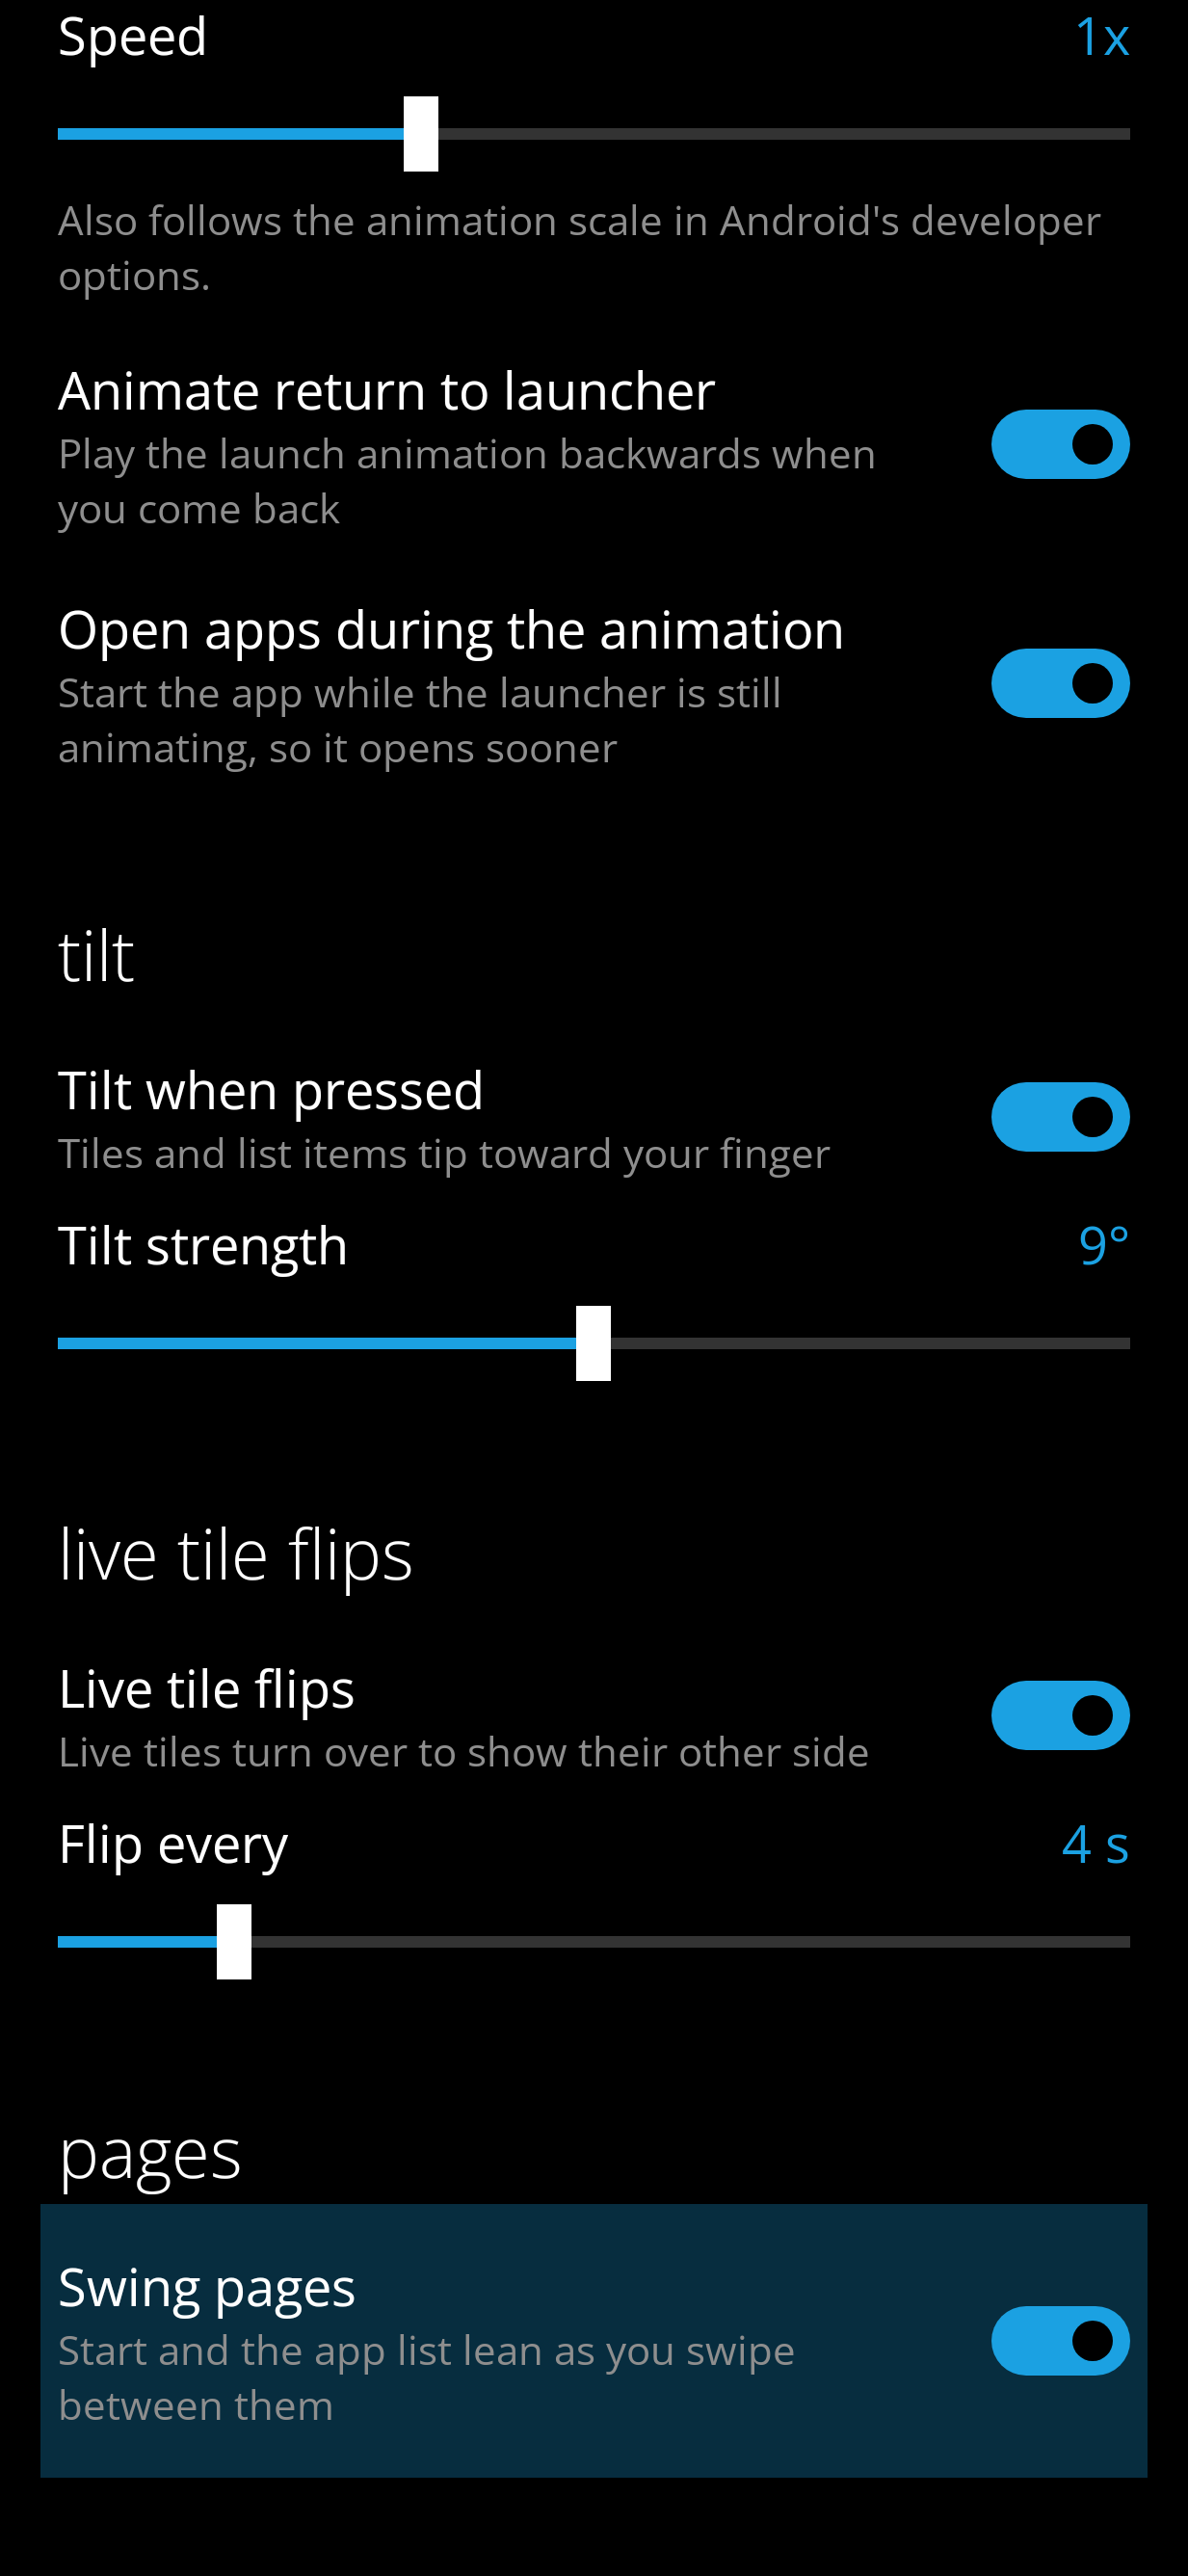 Speed 1x
Also follows the animation scale in Android's developer
options.
Animate return to launcher
Play the launch animation backwards when
you come back
Open apps during the animation
Start the app while the launcher is still
animating, so it opens sooner
tilt
Tilt when pressed
Tiles and list items tip toward your finger
Tilt strength 9°
live tile flips
Live tile flips
Live tiles turn over to show their other side
Flip every 4 s
pages
Swing pages
Start and the app list lean as you swipe
between them